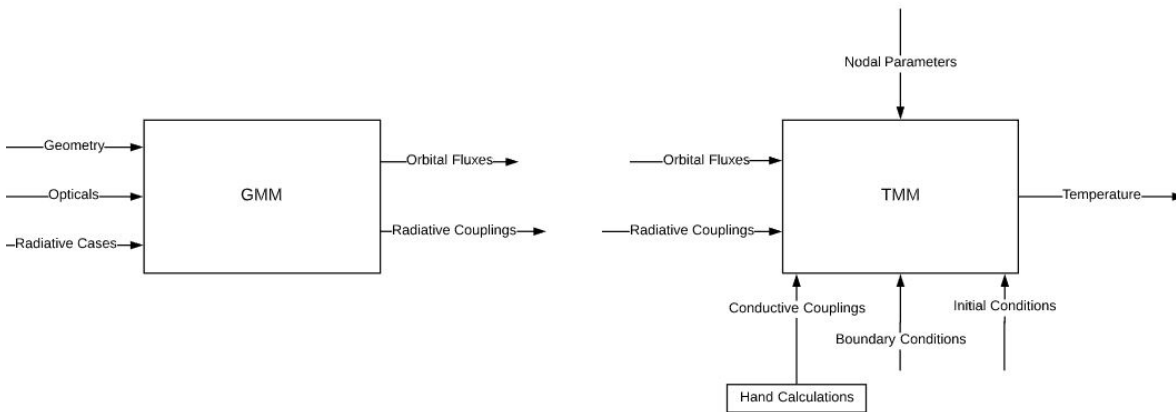 Geometry
Opticals
Radiative Cases
GMM
Orbital Fluxes
Radiative Couplings
Nodal Parameters
Orbital Fluxes
Radiative Couplings
TMM
Temperature
Conductive Couplings
Boundary Conditions
Initial Conditions
Hand Calculations